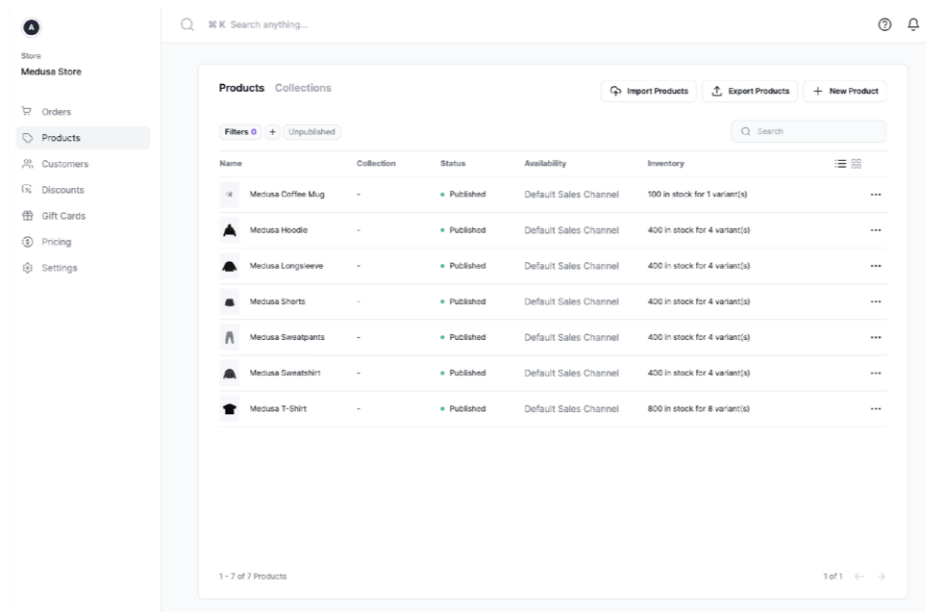 A
⌘ K Search anything...
Store
Medusa Store
Orders
Products
Customers
Discounts
Gift Cards
Pricing
Settings
Products Collections
Import Products Export Products + New Product
Filters 0 + Unpublished
Search
Name Collection Status Availability Inventory
Medusa Coffee Mug - Published Default Sales Channel 100 in stock for 1 variant(s) ...
Medusa Hoodie - Published Default Sales Channel 400 in stock for 4 variant(s) ...
Medusa Longsleeve - Published Default Sales Channel 400 in stock for 4 variant(s) ...
Medusa Shorts - Published Default Sales Channel 400 in stock for 4 variant(s) ...
Medusa Sweatpants - Published Default Sales Channel 400 in stock for 4 variant(s) ...
Medusa Sweatshirt - Published Default Sales Channel 400 in stock for 4 variant(s) ...
Medusa T-Shirt - Published Default Sales Channel 800 in stock for 8 variant(s) ...
1 - 7 of 7 Products 1 of 1 ← →